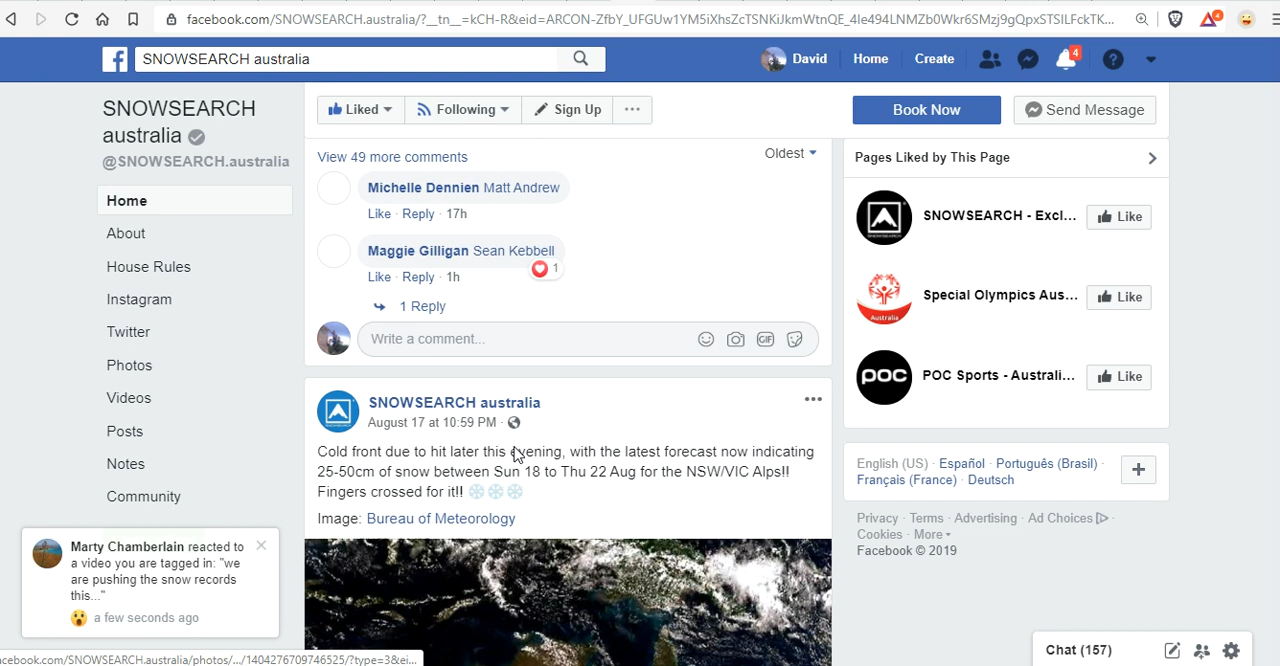 facebook.com/SNOWSEARCH.australia/?__tn__=kCH-R&eid=ARCON-ZfbY_UFGUw1YM5iXhsZcTSNKiJkmWtnQE_4le494LNMZb0Wkr6SMzj9gQpxSTSlLFckTK...
4
SNOWSEARCH australia
David
Home
Create
4
SNOWSEARCH australia
@SNOWSEARCH.australia
Home
About
House Rules
Instagram
Twitter
Photos
Videos
Posts
Notes
Community
Liked
Following
Sign Up
Book Now
Send Message
View 49 more comments
Oldest
Michelle Dennien Matt Andrew
Like · Reply · 17h
Maggie Gilligan Sean Kebbell
1
Like · Reply · 1h
1 Reply
Write a comment...
GIF
SNOWSEARCH australia
August 17 at 10:59 PM ·
Cold front due to hit later this evening, with the latest forecast now indicating
25-50cm of snow between Sun 18 to Thu 22 Aug for the NSW/VIC Alps!!
Fingers crossed for it!! ❄❄❄
Image: Bureau of Meteorology
Pages Liked by This Page
SNOWSEARCH - Excl...
Like
Special Olympics Aus...
Australia
Like
POC
POC Sports - Australi...
Like
English (US) · Español · Português (Brasil) ·
Français (France) · Deutsch
Privacy · Terms · Advertising · Ad Choices ·
Cookies · More
Facebook © 2019
Marty Chamberlain reacted to
a video you are tagged in: "we
are pushing the snow records
this..."
a few seconds ago
acebook.com/SNOWSEARCH.australia/photos/.../1404276709746525/?type=3&ei...
Chat (157)